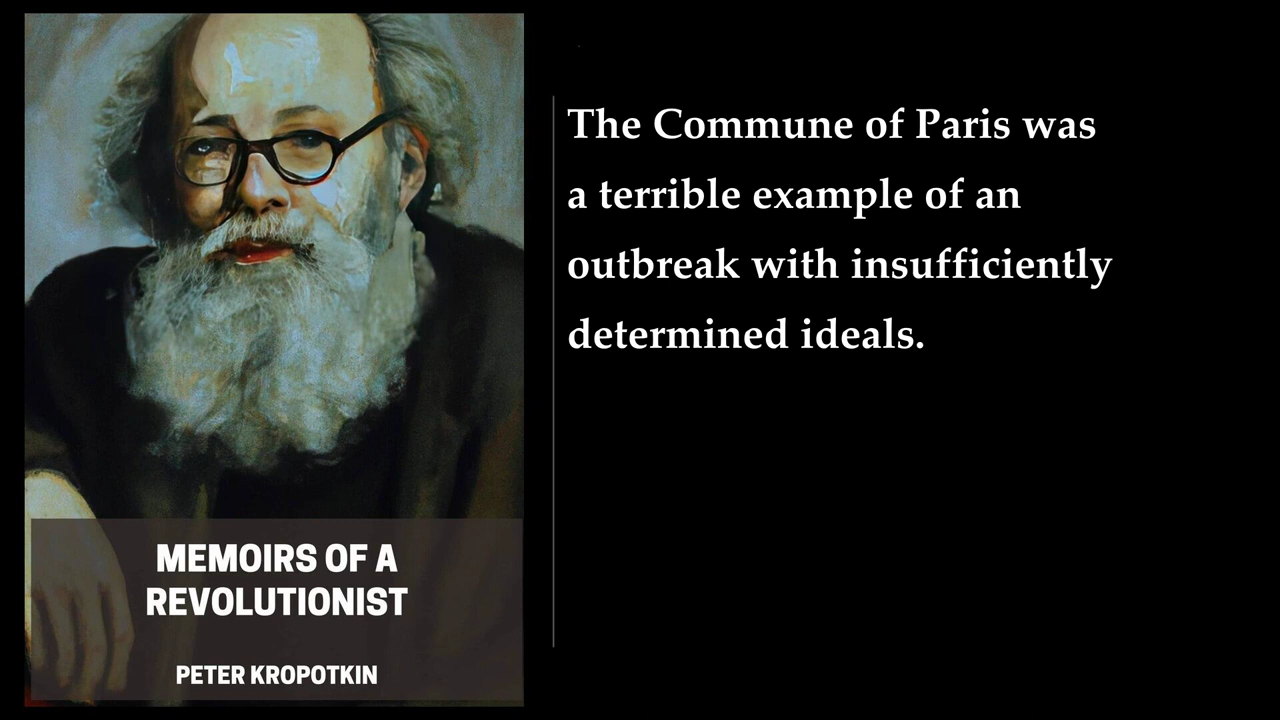 The Commune of Paris was
a terrible example of an
outbreak with insufficiently
determined ideals.
MEMOIRS OF A
REVOLUTIONIST
PETER KROPOTKIN